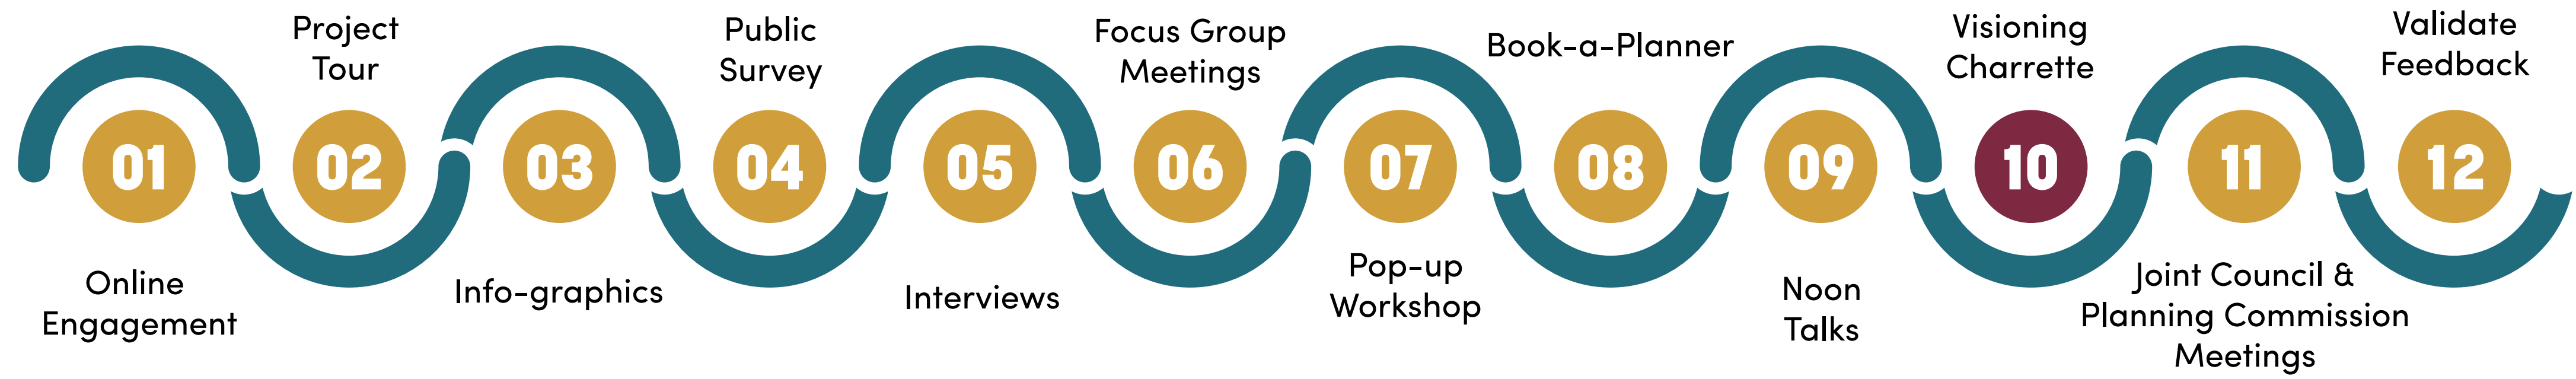 01
Online
Engagement
Project
Tour
02
03
Info-graphics
Public
Survey
04
05
Interviews
Focus Group
Meetings
06
07
Pop-up
Workshop
Book-a-Planner
08
09
Noon
Talks
Visioning
Charrette
10
11
Joint Council &
Planning Commission
Meetings
Validate
Feedback
12